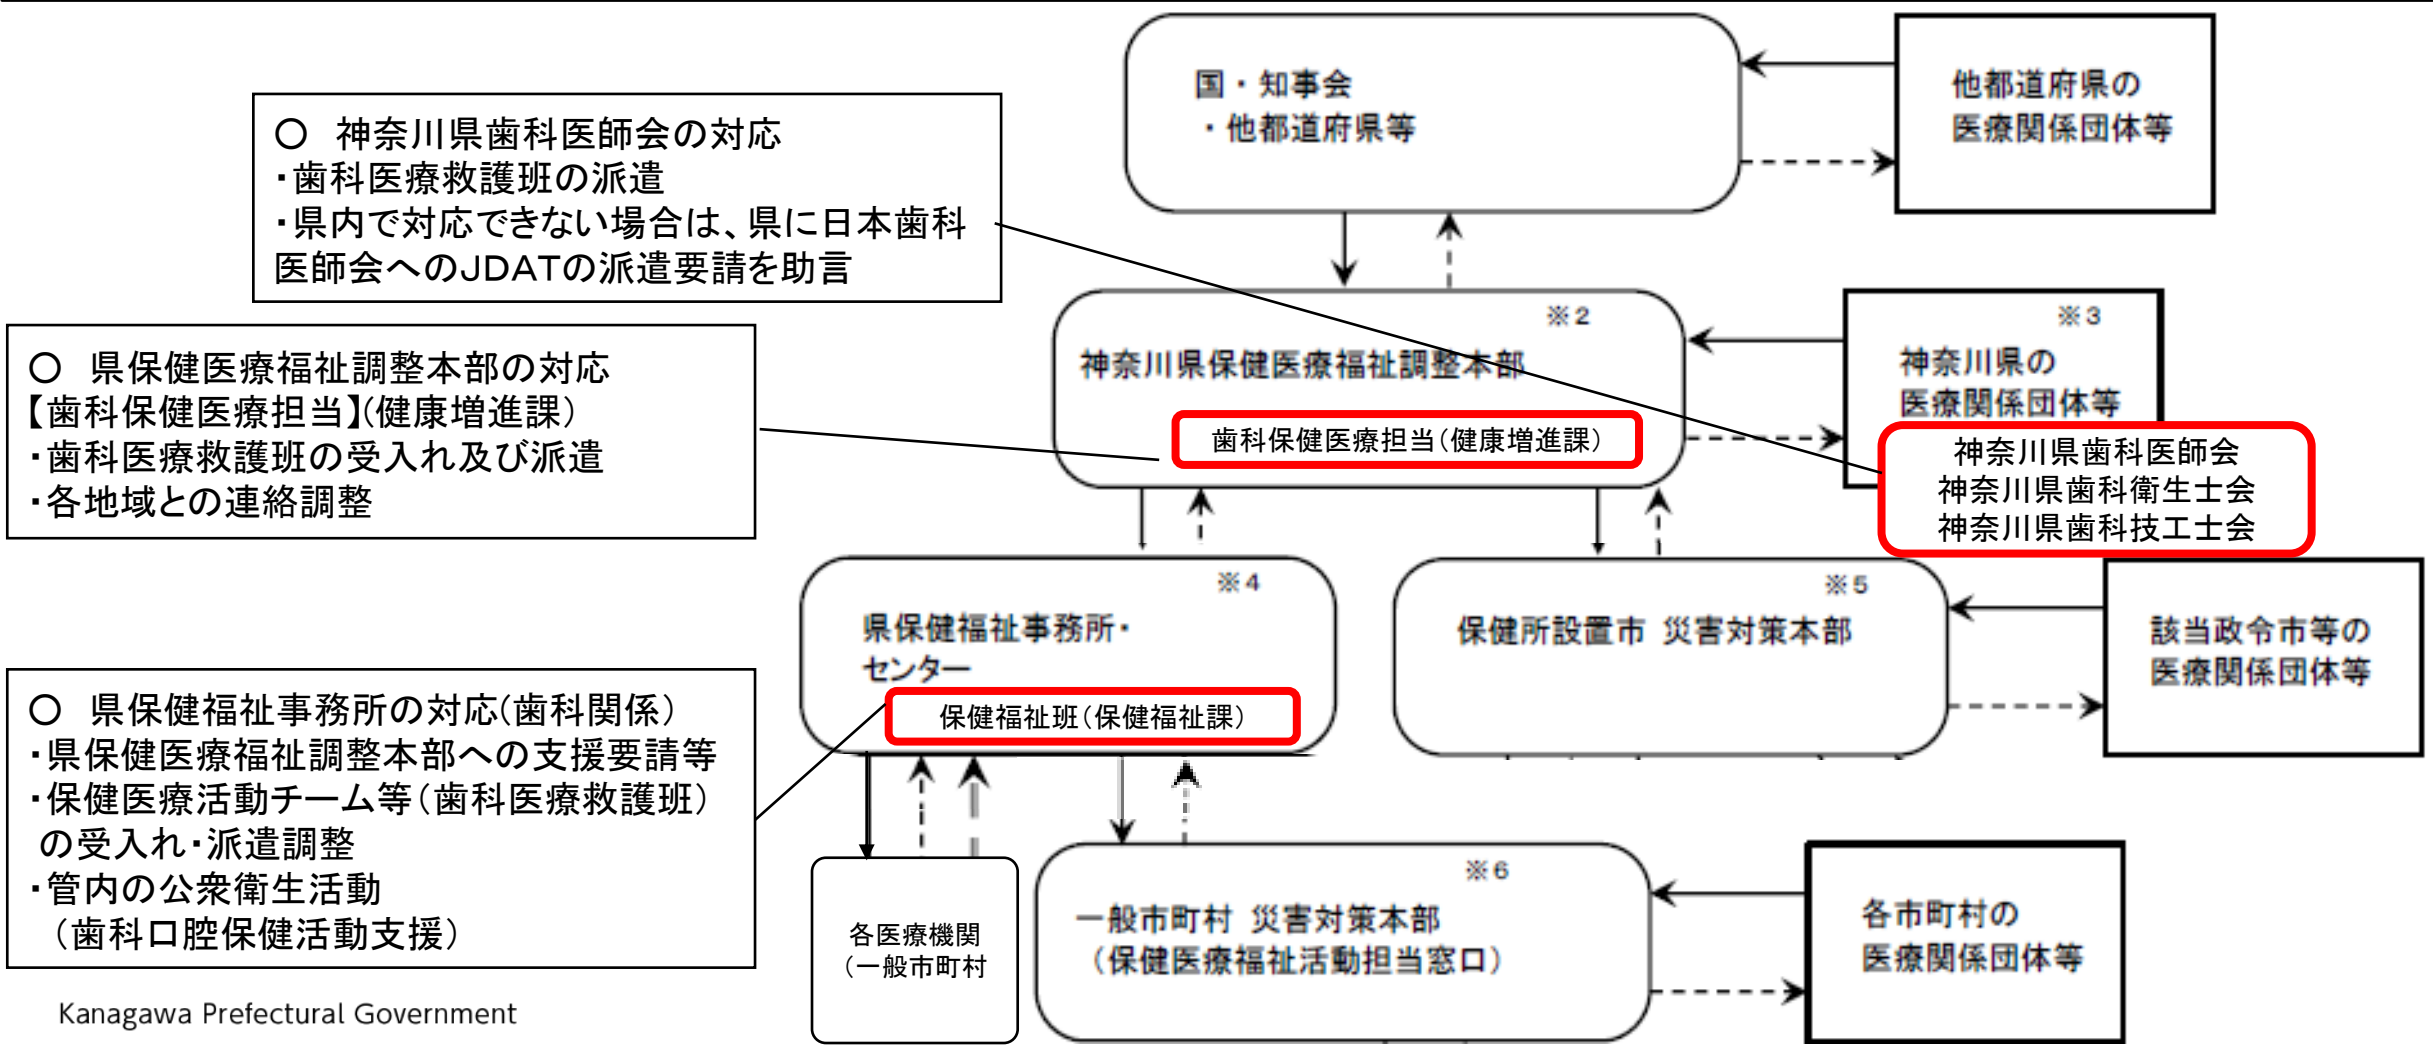 国・知事会
・他都道府県等
他都道府県の
医療関係団体等
○　神奈川県歯科医師会の対応
・歯科医療救護班の派遣
・県内で対応できない場合は、県に日本歯科
医師会へのJDATの派遣要請を助言
※2
神奈川県保健医療福祉調整本部
歯科保健医療担当(健康増進課)
※3
神奈川県の
医療関係団体等
神奈川県歯科医師会
神奈川県歯科衛生士会
神奈川県歯科技工士会
○　県保健医療福祉調整本部の対応
【歯科保健医療担当】(健康増進課)
・歯科医療救護班の受入れ及び派遣
・各地域との連絡調整
※4
県保健福祉事務所・
センター
保健福祉班(保健福祉課)
※5
保健所設置市 災害対策本部
該当政令市等の
医療関係団体等
○　県保健福祉事務所の対応(歯科関係)
・県保健医療福祉調整本部への支援要請等
・保健医療活動チーム等(歯科医療救護班)
の受入れ・派遣調整
・管内の公衆衛生活動
(歯科口腔保健活動支援)
各医療機関
(一般市町村
※6
一般市町村 災害対策本部
(保健医療福祉活動担当窓口)
各市町村の
医療関係団体等
Kanagawa Prefectural Government